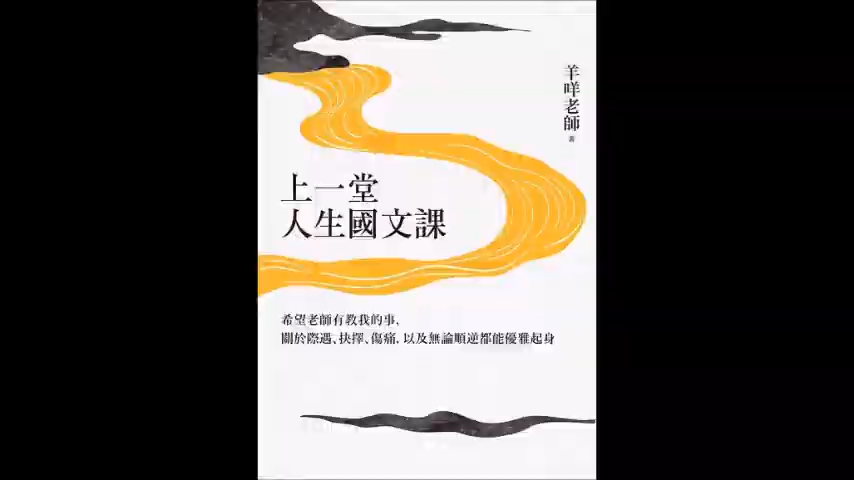 羊咩老師 著
上一堂
人生國文課
希望老師有教我的事,
關於際遇、抉擇、傷痛, 以及無論順逆都能優雅起身